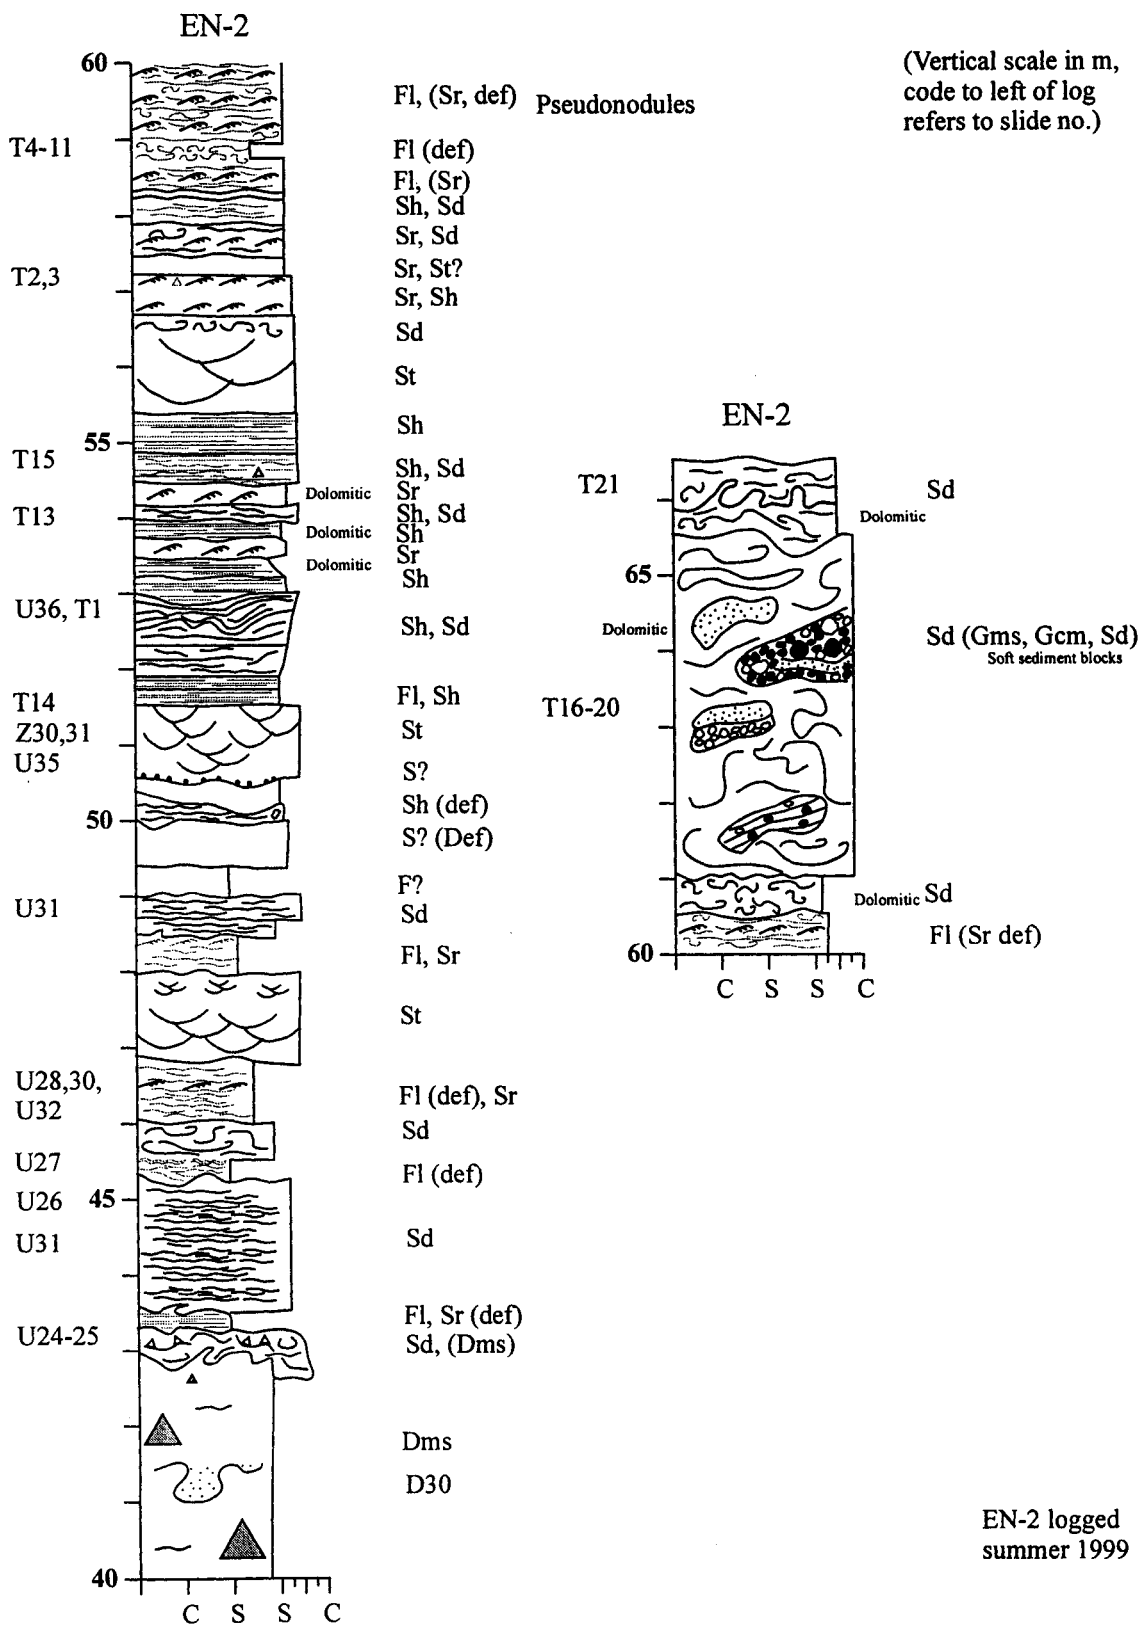 EN-2
(Vertical scale in m,
code to left of log
refers to slide no.)
60
Fl, (Sr, def) Pseudonodules
T4-11
Fl (def)
Fl, (Sr)
Sh, Sd
Sr, Sd
T2,3
Sr, St?
Sr, Sh
Sd
St
Sh
55
T15
Sh, Sd
Dolomitic
Sr
T13
Sh, Sd
Dolomitic
Sh
Sr
Dolomitic
Sh
U36, T1
Sh, Sd
T14
Fl, Sh
Z30,31
St
U35
S?
Sh (def)
50
S? (Def)
F?
U31
Sd
Fl, Sr
St
U28,30,
U32
Fl (def), Sr
Sd
U27
Fl (def)
U26
45
U31
Sd
Fl, Sr (def)
U24-25
Sd, (Dms)
Dms
D30
40
C S S C
EN-2
T21
Sd
Dolomitic
65
Dolomitic
Sd (Gms, Gcm, Sd)
Soft sediment blocks
T16-20
Dolomitic Sd
Fl (Sr def)
60
C S S C
EN-2 logged
summer 1999